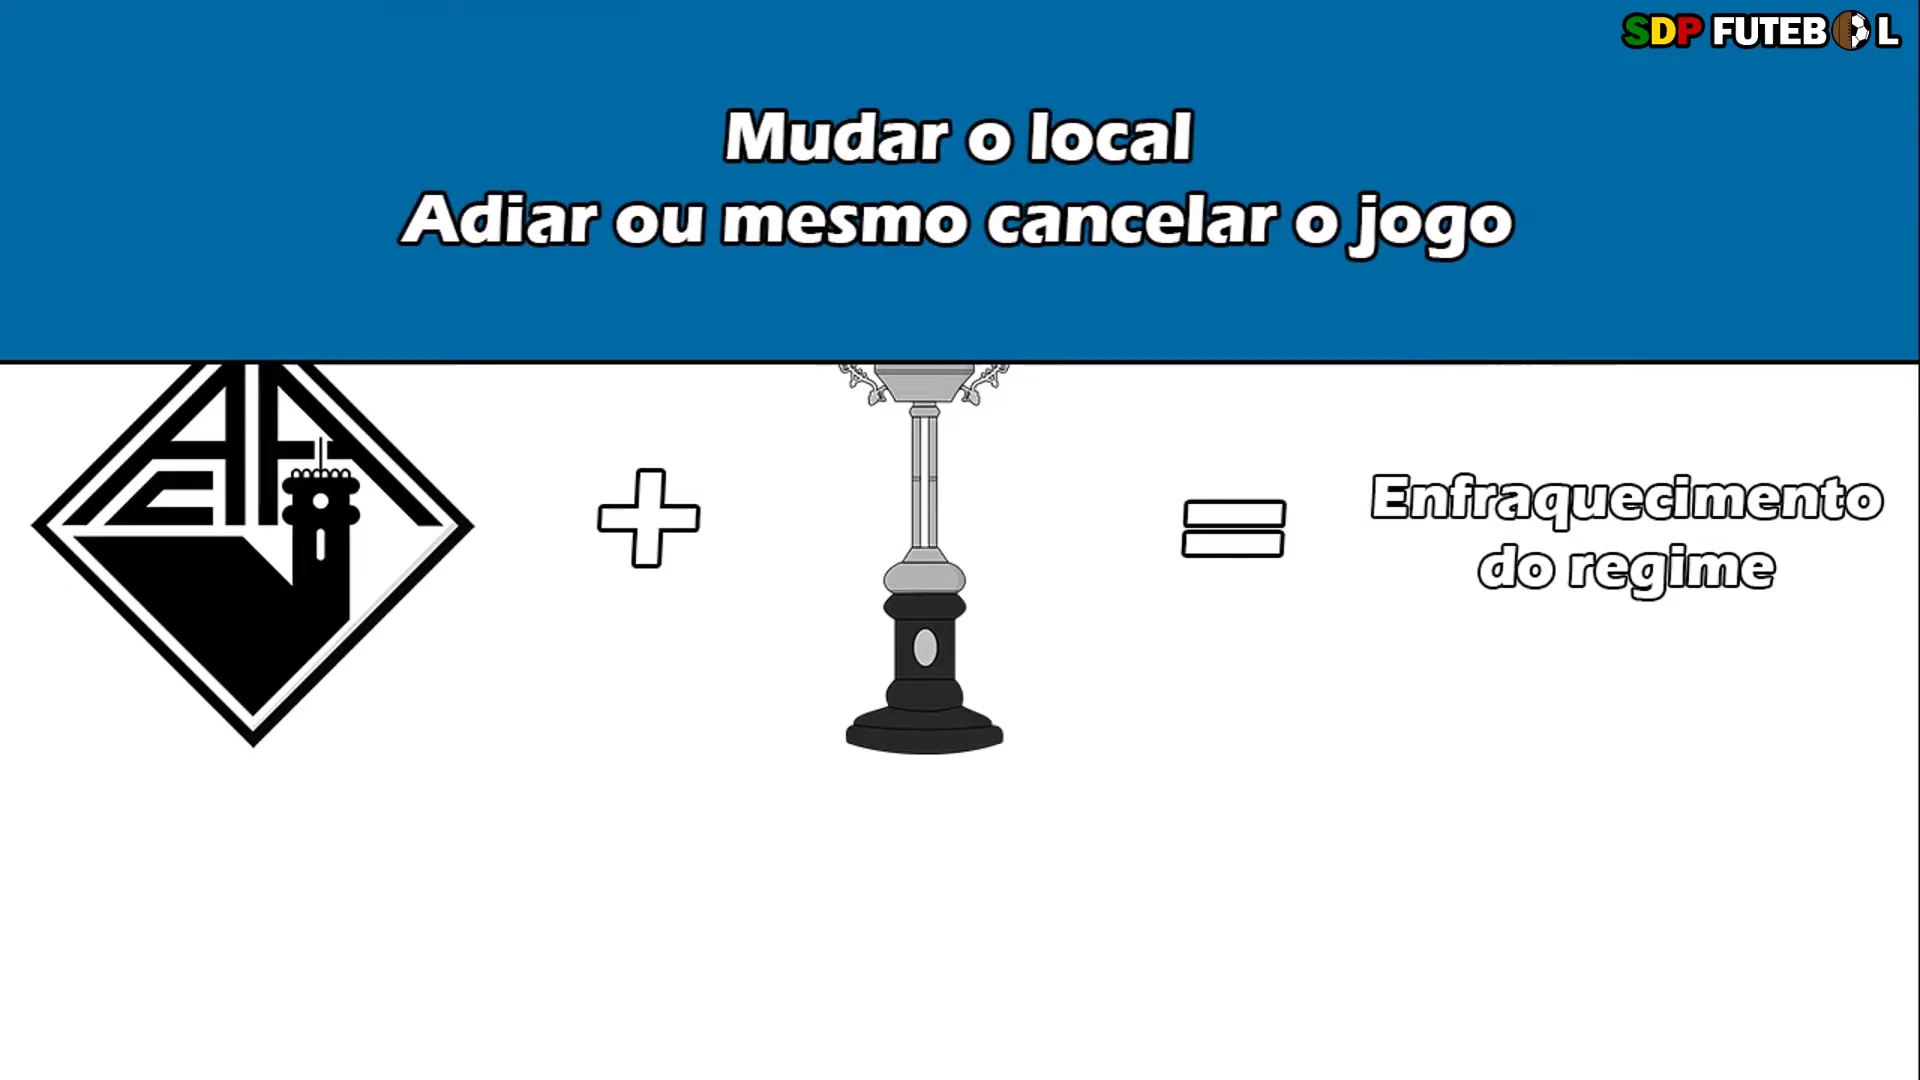 SDP FUTEBOL
Mudar o local
Adiar ou mesmo cancelar o jogo
Enfraquecimento
do regime